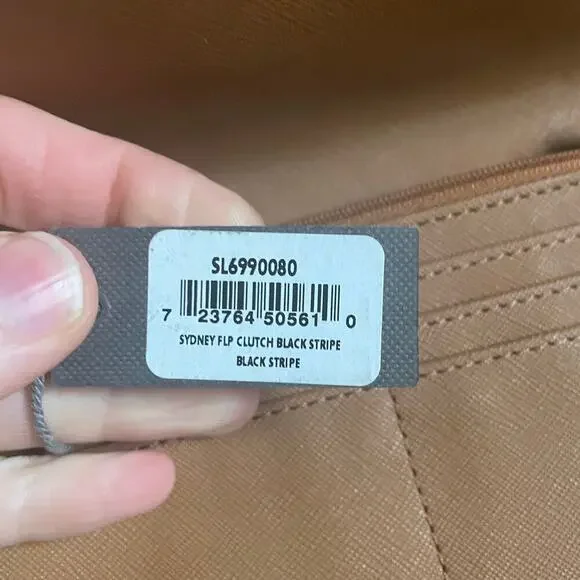 SL6990080
7 23764 50561 0
SYDNEY FLP CLUTCH BLACK STRIPE
BLACK STRIPE